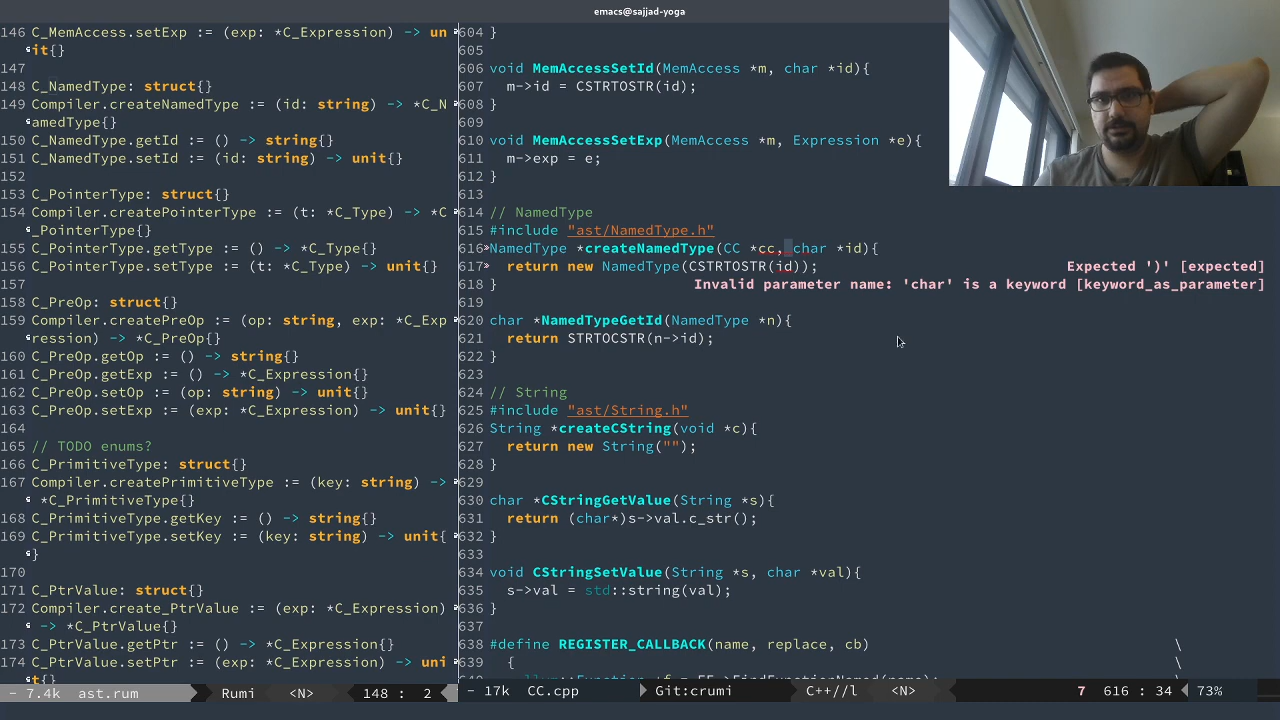 emacs@sajjad-yoga
146 C_MemAccess.setExp := (exp: *C_Expression) -> un
it{}
147
148 C_NamedType: struct{}
149 Compiler.createNamedType := (id: string) -> *C_N
amedType{}
150 C_NamedType.getId := () -> string{}
151 C_NamedType.setId := (id: string) -> unit{}
152
153 C_PointerType: struct{}
154 Compiler.createPointerType := (t: *C_Type) -> *C
_PointerType{}
155 C_PointerType.getType := () -> *C_Type{}
156 C_PointerType.setType := (t: *C_Type) -> unit{}
157
158 C_PreOp: struct{}
159 Compiler.createPreOp := (op: string, exp: *C_Exp
ression) -> *C_PreOp{}
160 C_PreOp.getOp := () -> string{}
161 C_PreOp.getExp := () -> *C_Expression{}
162 C_PreOp.setOp := (op: string) -> unit{}
163 C_PreOp.setExp := (exp: *C_Expression) -> unit{}
164
165 // TODO enums?
166 C_PrimitiveType: struct{}
167 Compiler.createPrimitiveType := (key: string) ->
*C_PrimitiveType{}
168 C_PrimitiveType.getKey := () -> string{}
169 C_PrimitiveType.setKey := (key: string) -> unit{
}
170
171 C_PtrValue: struct{}
172 Compiler.create_PtrValue := (exp: *C_Expression)
-> *C_PtrValue{}
173 C_PtrValue.getPtr := () -> *C_Expression{}
174 C_PtrValue.setPtr := (exp: *C_Expression) -> uni
t{}
- 7.4k ast.rum Rumi <N> 148 : 2
604 }
605
606 void MemAccessSetId(MemAccess *m, char *id){
607 m->id = CSTRTOSTR(id);
608 }
609
610 void MemAccessSetExp(MemAccess *m, Expression *e){
611 m->exp = e;
612 }
613
614 // NamedType
615 #include "ast/NamedType.h"
616 NamedType *createNamedType(CC *cc, char *id){
617 return new NamedType(CSTRTOSTR(id)); Expected ')' [expected]
618 } Invalid parameter name: 'char' is a keyword [keyword_as_parameter]
619
620 char *NamedTypeGetId(NamedType *n){
621 return STRTOCSTR(n->id);
622 }
623
624 // String
625 #include "ast/String.h"
626 String *createCString(void *c){
627 return new String("");
628 }
629
630 char *CStringGetValue(String *s){
631 return (char*)s->val.c_str();
632 }
633
634 void CStringSetValue(String *s, char *val){
635 s->val = std::string(val);
636 }
637
638 #define REGISTER_CALLBACK(name, replace, cb) \
639 { \
- 17k CC.cpp Git:crumi C++//l <N> 7 616 : 34 73%